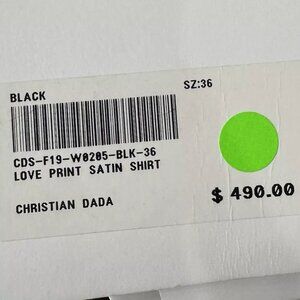 BLACK SZ:36
CDS-F19-W0205-BLK-36
LOVE PRINT SATIN SHIRT
CHRISTIAN DADA $ 490.00